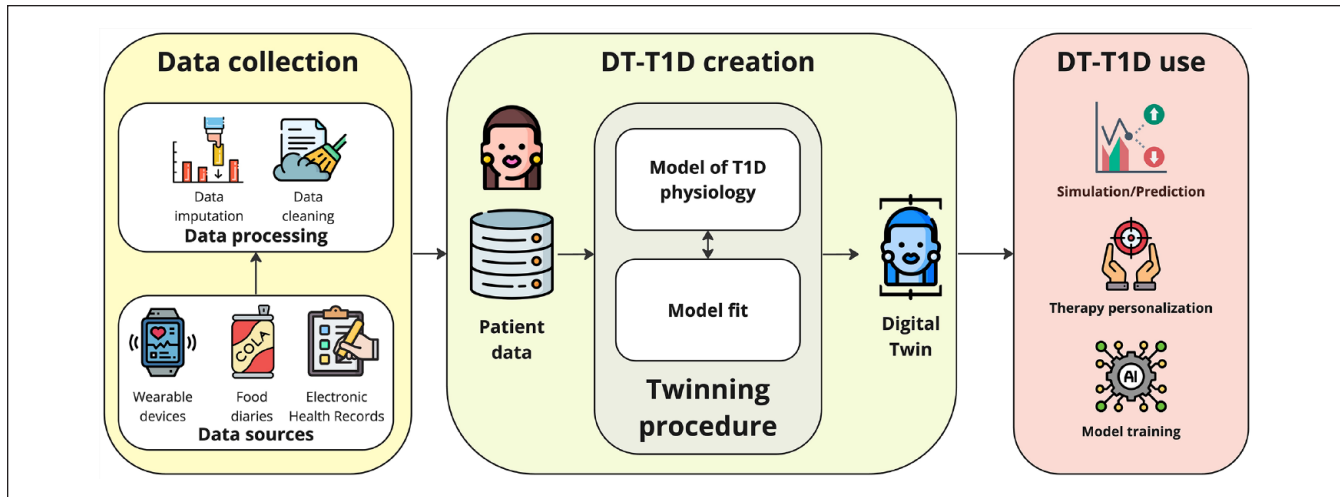 Data collection
Data
imputation
Data
cleaning
Data processing
COLA
Wearable
devices
Food
diaries
Electronic
Health Records
Data sources
DT-T1D creation
Patient
data
Model of T1D
physiology
Model fit
Twinning
procedure
Digital
Twin
DT-T1D use
Simulation/Prediction
Therapy personalization
AI
Model training